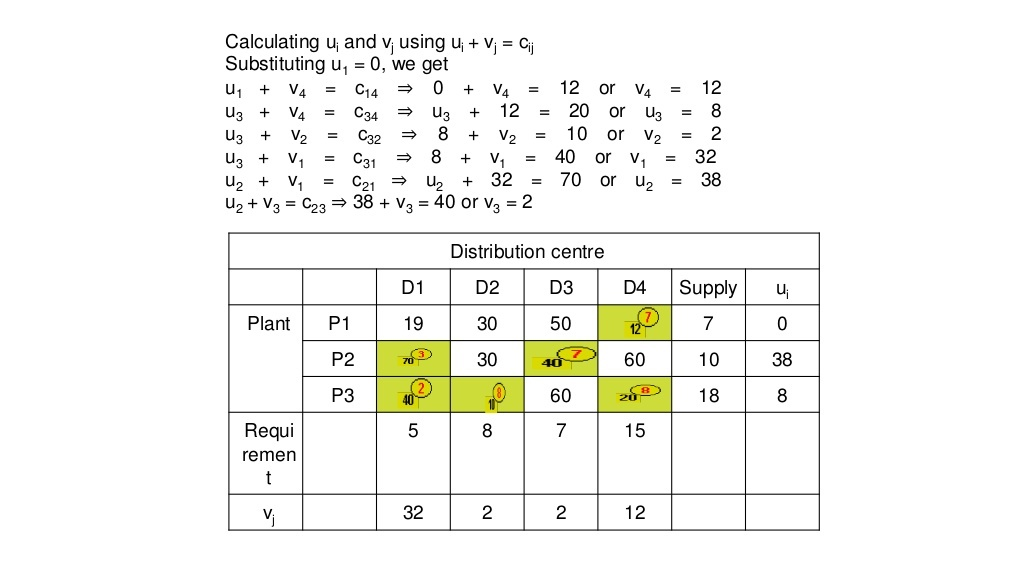 Calculating uᵢ and vⱼ using uᵢ + vⱼ = cᵢⱼ
Substituting u₁ = 0, we get
u₁ + v₄ = c₁₄ ⇒ 0 + v₄ = 12 or v₄ = 12
u₃ + v₄ = c₃₄ ⇒ u₃ + 12 = 20 or u₃ = 8
u₃ + v₂ = c₃₂ ⇒ 8 + v₂ = 10 or v₂ = 2
u₃ + v₁ = c₃₁ ⇒ 8 + v₁ = 40 or v₁ = 32
u₂ + v₁ = c₂₁ ⇒ u₂ + 32 = 70 or u₂ = 38
u₂ + v₃ = c₂₃ ⇒ 38 + v₃ = 40 or v₃ = 2
Distribution centre
D1 D2 D3 D4 Supply uᵢ
Plant P1 19 30 50 12 7 7 0
P2 70 3 30 40 7 60 10 38
P3 40 2 10 8 60 20 8 18 8
Requi
remen
t 5 8 7 15
vⱼ 32 2 2 12